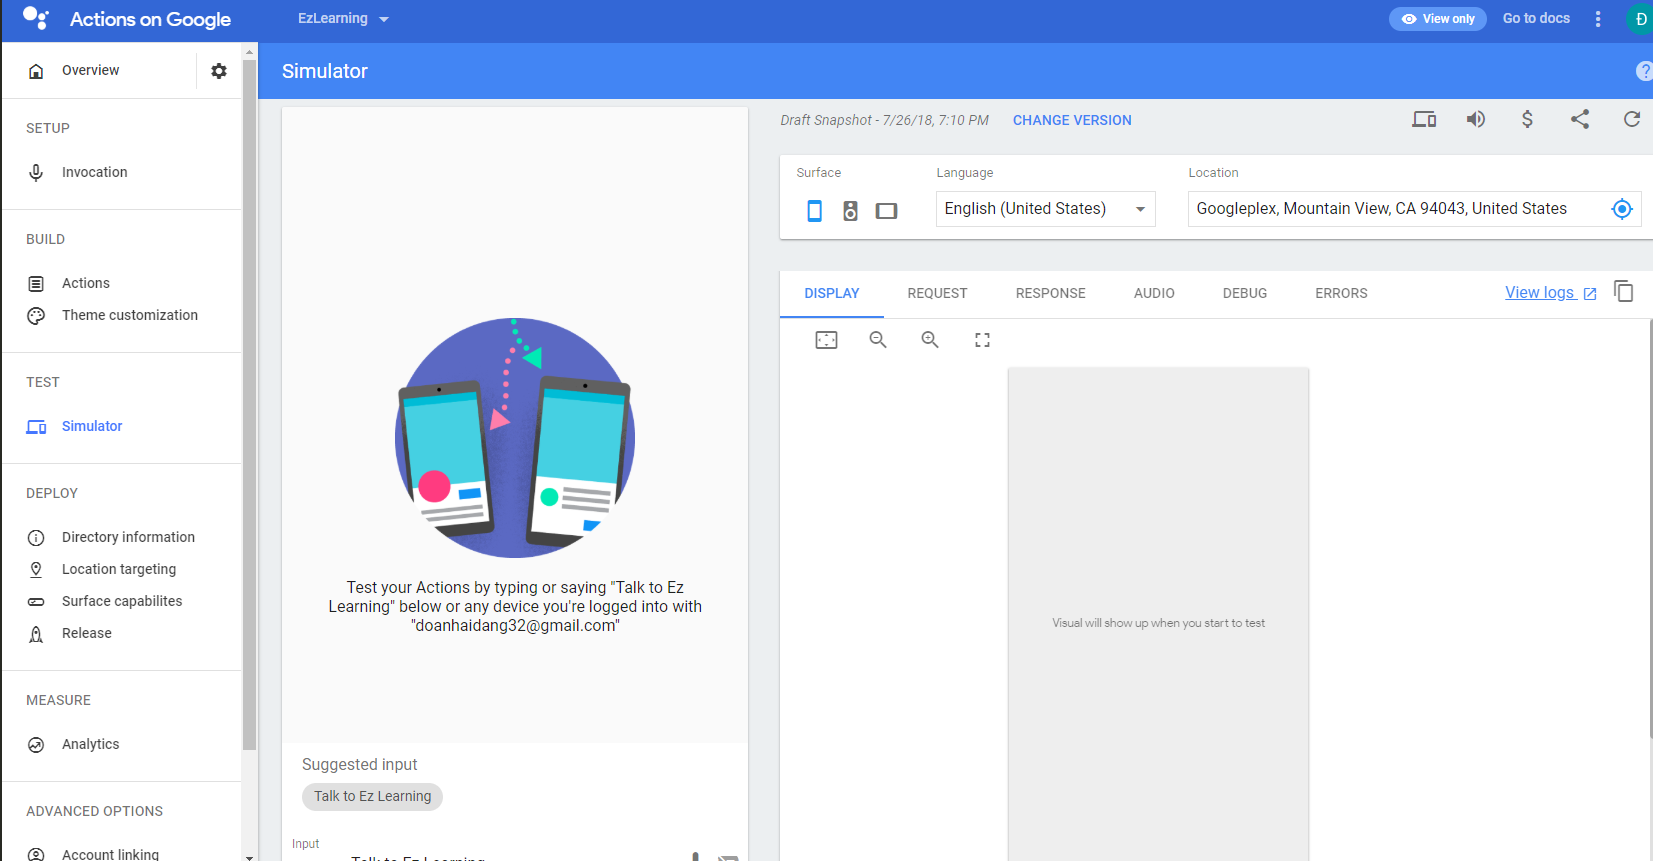 Actions on Google
EzLearning
View only
Go to docs
Đ
Overview
Simulator
?
SETUP
Invocation
BUILD
Actions
Theme customization
TEST
Simulator
DEPLOY
Directory information
Location targeting
Surface capabilites
Release
MEASURE
Analytics
ADVANCED OPTIONS
Account linking
Test your Actions by typing or saying "Talk to Ez
Learning" below or any device you're logged into with
"doanhaidang32@gmail.com"
Suggested input
Talk to Ez Learning
Input
Talk to Ez Learning
Draft Snapshot - 7/26/18, 7:10 PM
CHANGE VERSION
$
Surface
Language
Location
English (United States)
Googleplex, Mountain View, CA 94043, United States
DISPLAY
REQUEST
RESPONSE
AUDIO
DEBUG
ERRORS
View logs
Visual will show up when you start to test